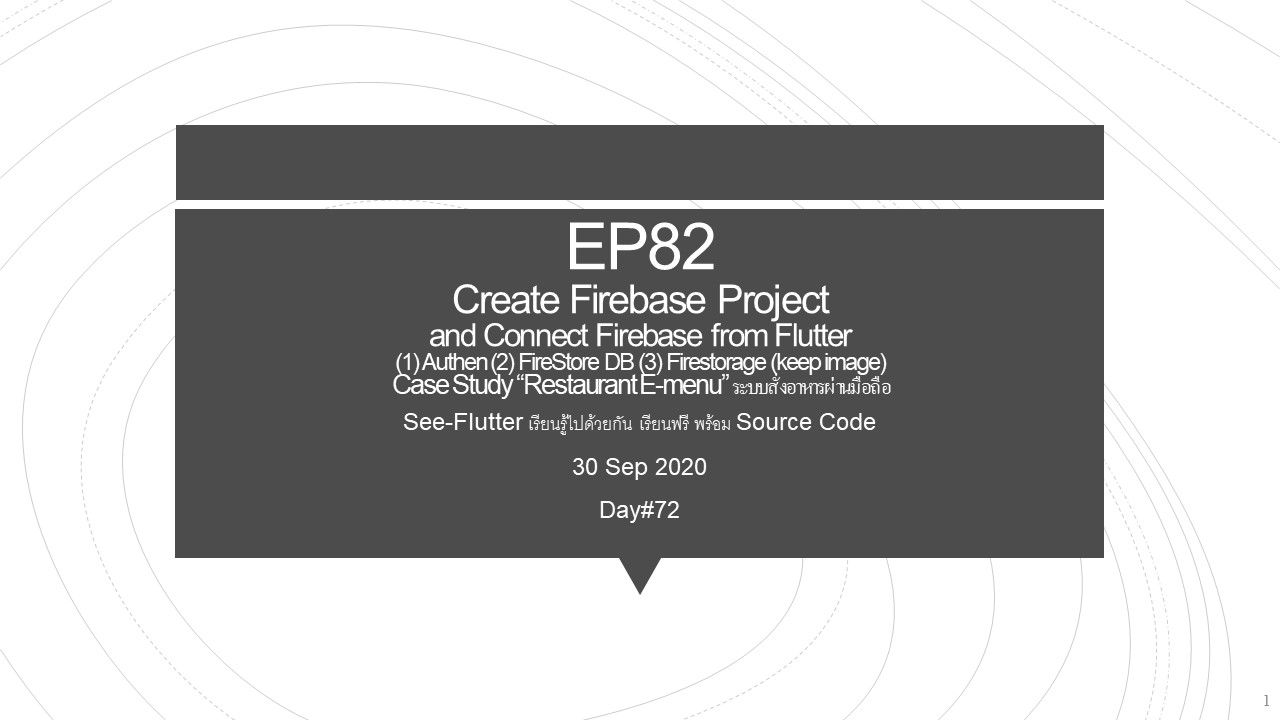 EP82
Create Firebase Project
and Connect Firebase from Flutter
(1) Authen (2) FireStore DB (3) Firestorage (keep image)
Case Study “Restaurant E-menu” ระบบสั่งอาหารผ่านมือถือ
See-Flutter เรียนรู้ไปด้วยกัน เรียนฟรี พร้อม Source Code
30 Sep 2020
Day#72
1